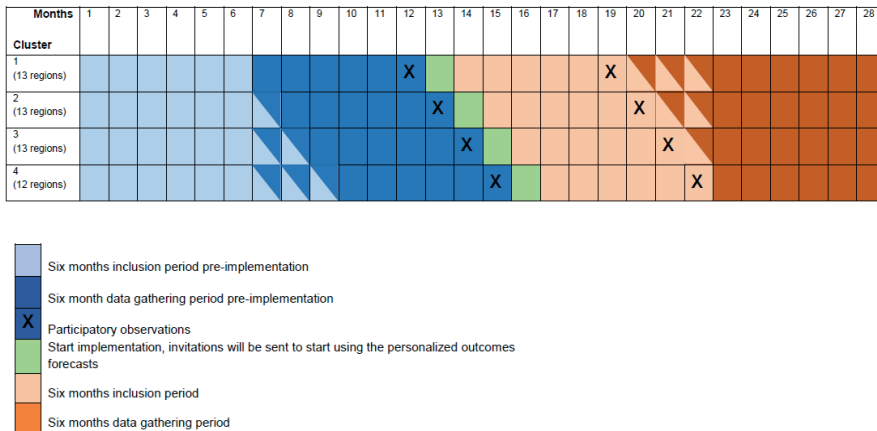 Months 1 2 3 4 5 6 7 8 9 10 11 12 13 14 15 16 17 18 19 20 21 22 23 24 25 26 27 28
Cluster
1
(13 regions) X X
2
(13 regions) X X
3
(13 regions) X X
4
(12 regions) X X
Six months inclusion period pre-implementation
Six month data gathering period pre-implementation
X Participatory observations
Start implementation, invitations will be sent to start using the personalized outcomes
forecasts
Six months inclusion period
Six months data gathering period